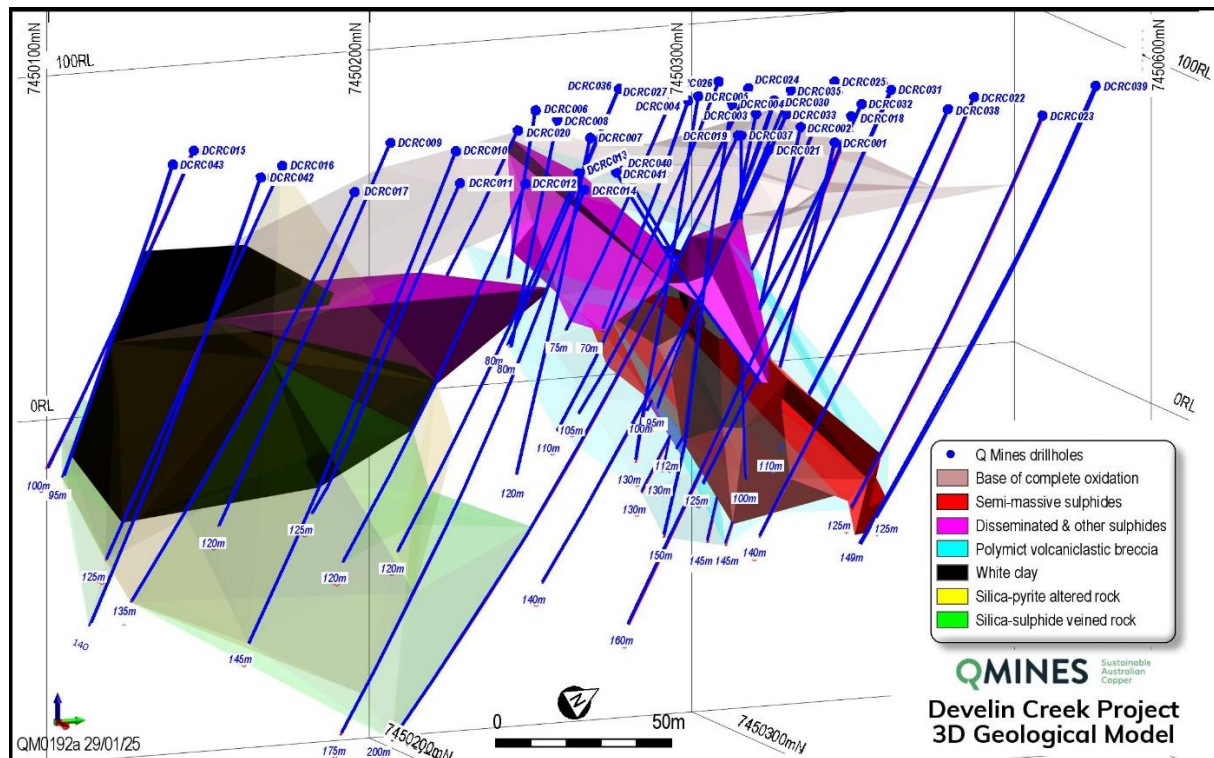 7450100mN
7450200mN
7450300mN
7450600mN
100RL
100RL
DCRC036
DCRC027
DCRC004
026
DCRC005
DCRC024
DCRC004
DCRC003
DCRC035
DCRC030
DCRC033
DCRC025
DCRC002
DCRC031
DCRC032
DCRC018
DCRC022
DCRC038
DCRC039
DCRC023
DCRC015
DCRC043
DCRC016
DCRC042
DCRC009
DCRC017
DCRC010
DCRC011
DCRC006
DCRC008
DCRC020
DCRC007
DCRC013
DCRC012
DCRC014
DCRC040
DCRC041
DCRC019
DCRC037
DCRC021
DCRC001
0RL
0RL
80m
80m
75m
70m
100m
95m
125m
140
135m
120m
145m
125m
120m
120m
175m
200m
120m
110m
105m
140m
160m
100m
95m
130m
112m
130m
130m
125m
150m
145m
145m
100m
110m
140m
125m
149m
125m
Q Mines drillholes
Base of complete oxidation
Semi-massive sulphides
Disseminated & other sulphides
Polymict volcaniclastic breccia
White clay
Silica-pyrite altered rock
Silica-sulphide veined rock
QMINES
Sustainable
Australian
Copper
Develin Creek Project
3D Geological Model
N
0
50m
7450200mN
7450300mN
QM0192a 29/01/25